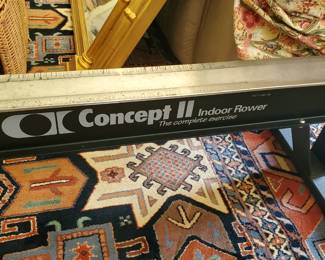 Concept II Indoor Rower
The complete exercise